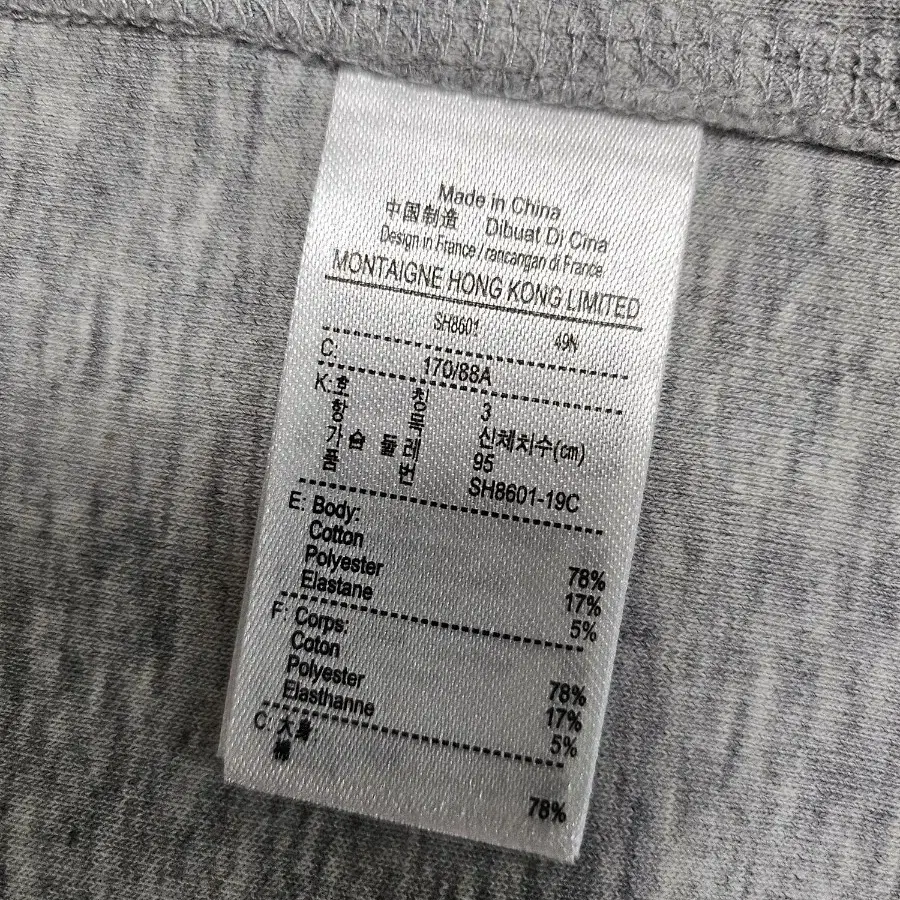 Made in China
中国制造 Dibuat Di Cina
Design in France / rancangan di France
MONTAIGNE HONG KONG LIMITED
SH8601 49N
C: 170/88A
K: 호 칭 3
항 목 신체치수(cm)
가슴둘레 95
품 번 SH8601-19C
E: Body:
Cotton 78%
Polyester 17%
Elastane 5%
F: Corps:
Coton 78%
Polyester 17%
Elasthanne 5%
C: 大身:
棉 78%